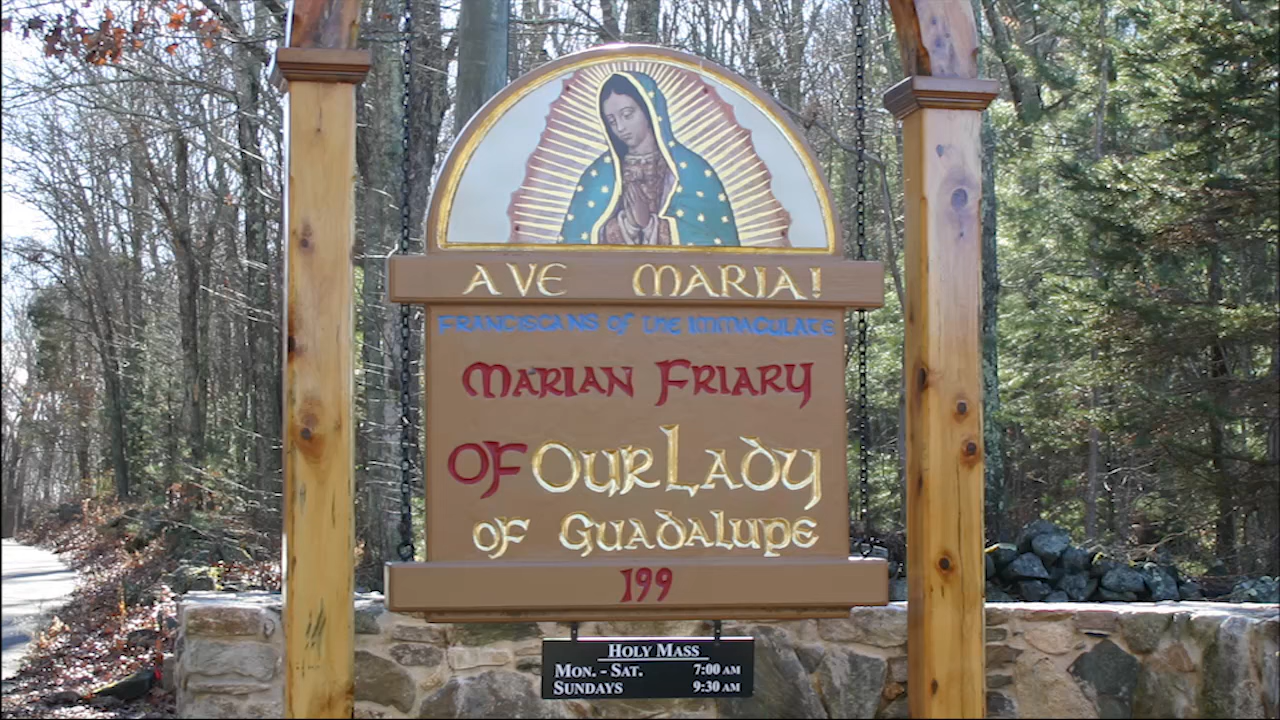 AVE MARIA!
FRANCISCANS OF THE IMMACULATE
MARIAN FRIARY
OF OUR LADY
OF GUADALUPE
199
HOLY MASS
MON. - SAT. 7:00 AM
SUNDAYS 9:30 AM